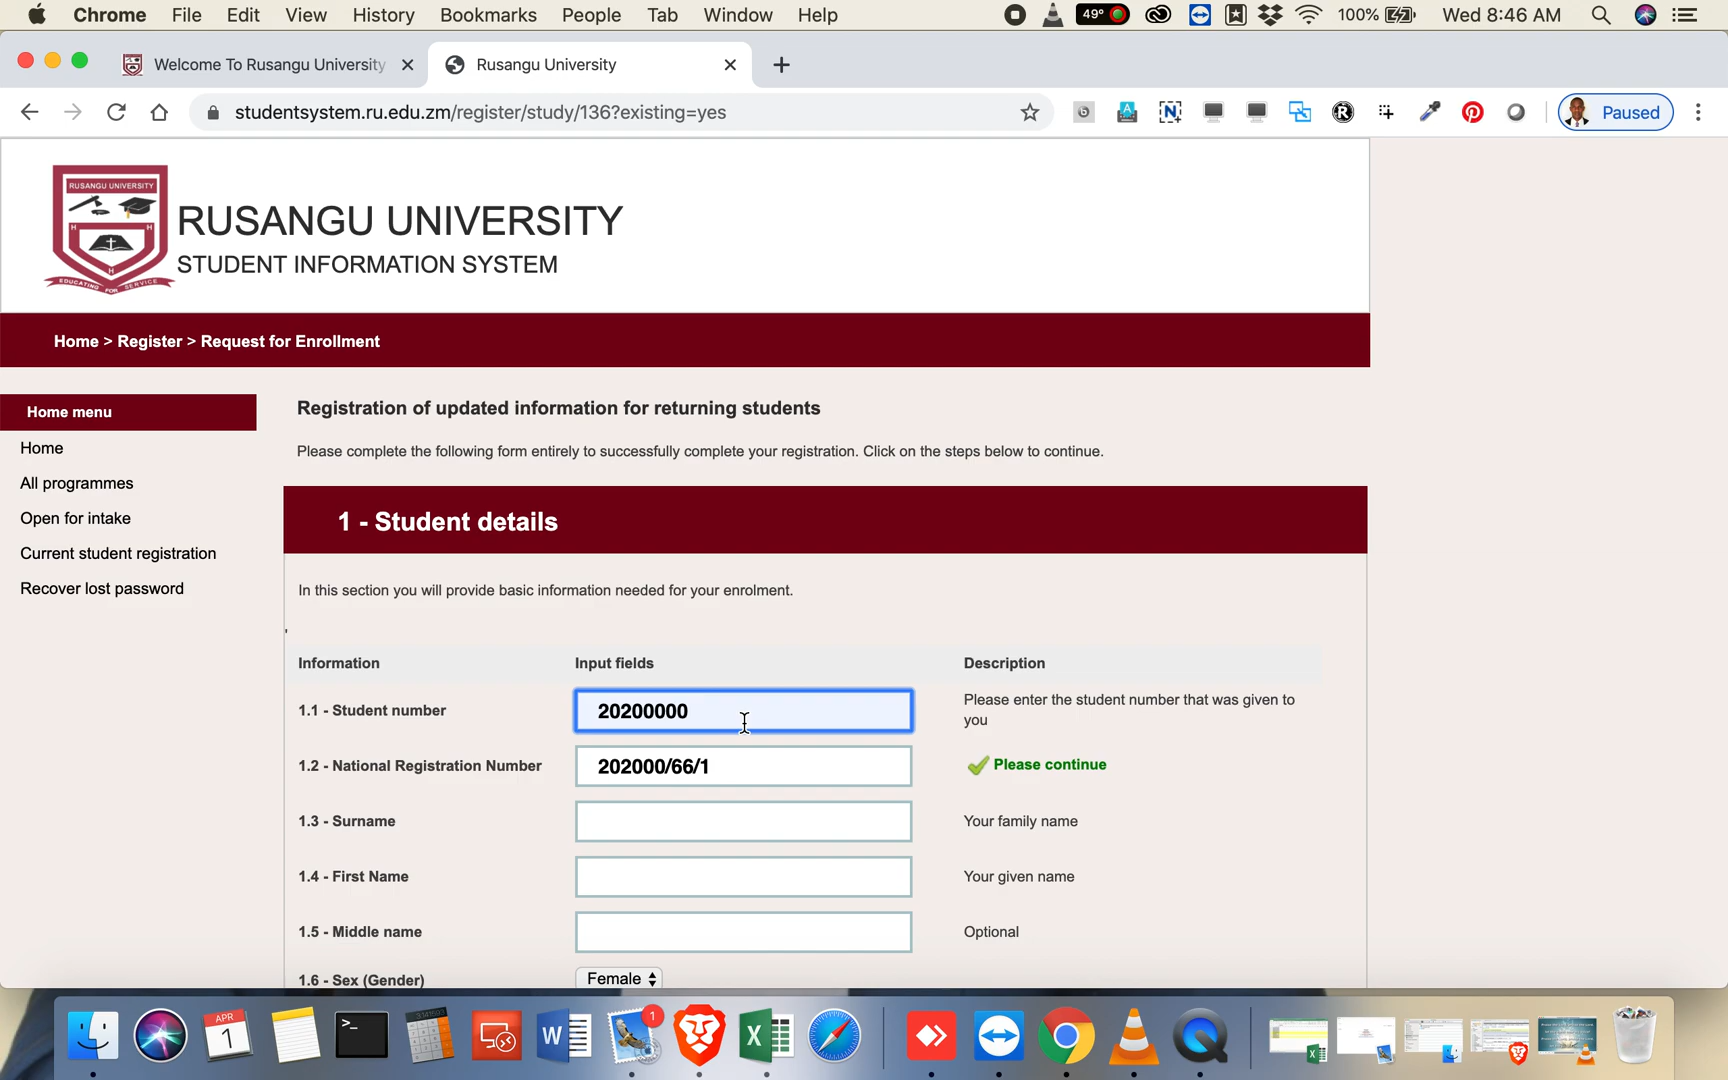 Chrome File Edit View History Bookmarks People Tab Window Help 49° 100% Wed 8:46 AM
Welcome To Rusangu University Rusangu University
studentsystem.ru.edu.zm/register/study/136?existing=yes Paused
RUSANGU UNIVERSITY
EDUCATING FOR SERVICE
RUSANGU UNIVERSITY
STUDENT INFORMATION SYSTEM
Home > Register > Request for Enrollment
Home menu
Home
All programmes
Open for intake
Current student registration
Recover lost password
Registration of updated information for returning students
Please complete the following form entirely to successfully complete your registration. Click on the steps below to continue.
1 - Student details
In this section you will provide basic information needed for your enrolment.
,
Information Input fields Description
1.1 - Student number 20200000 Please enter the student number that was given to
you
1.2 - National Registration Number 202000/66/1 Please continue
1.3 - Surname Your family name
1.4 - First Name Your given name
1.5 - Middle name Optional
1.6 - Sex (Gender) Female
APR
1
1